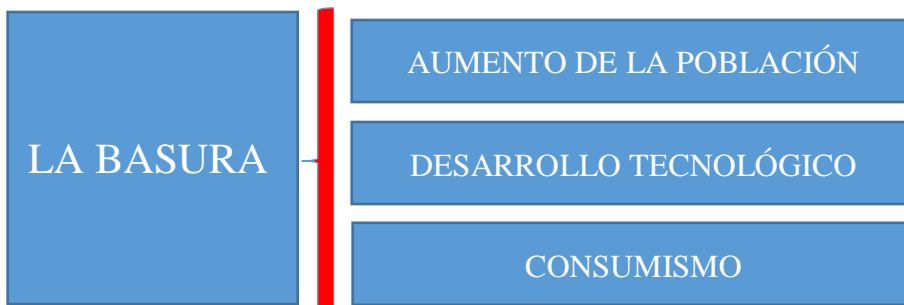 LA BASURA
AUMENTO DE LA POBLACIÓN
DESARROLLO TECNOLÓGICO
CONSUMISMO